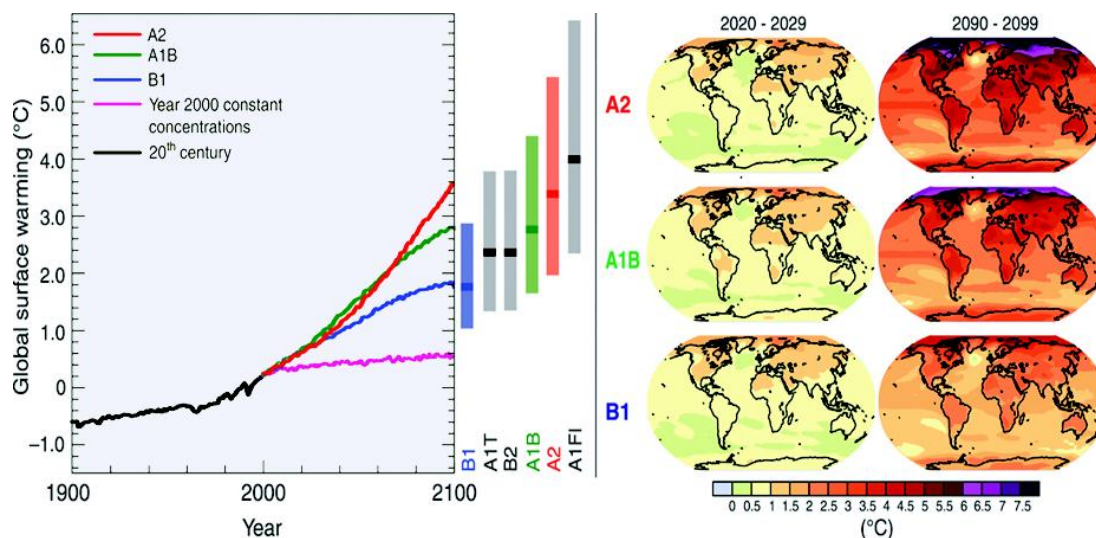 Global surface warming (°C)
6.0
5.0
4.0
3.0
2.0
1.0
0
−1.0
A2
A1B
B1
Year 2000 constant
concentrations
20th century
1900
2000
2100
Year
B1
A1T
B2
A1B
A2
A1FI
2020 - 2029
2090 - 2099
A2
A1B
B1
0 0.5 1 1.5 2 2.5 3 3.5 4 4.5 5 5.5 6 6.5 7 7.5
(°C)